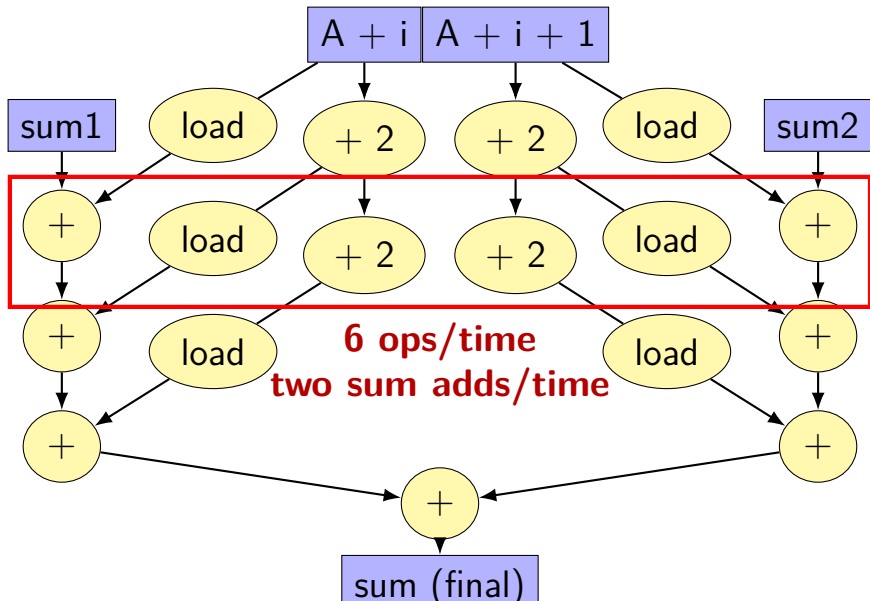 A + i A + i + 1
sum1 load + 2 + 2 load sum2
+ load + 2 + 2 load +
+ load 6 ops/time load +
two sum adds/time
+ +
+
sum (final)